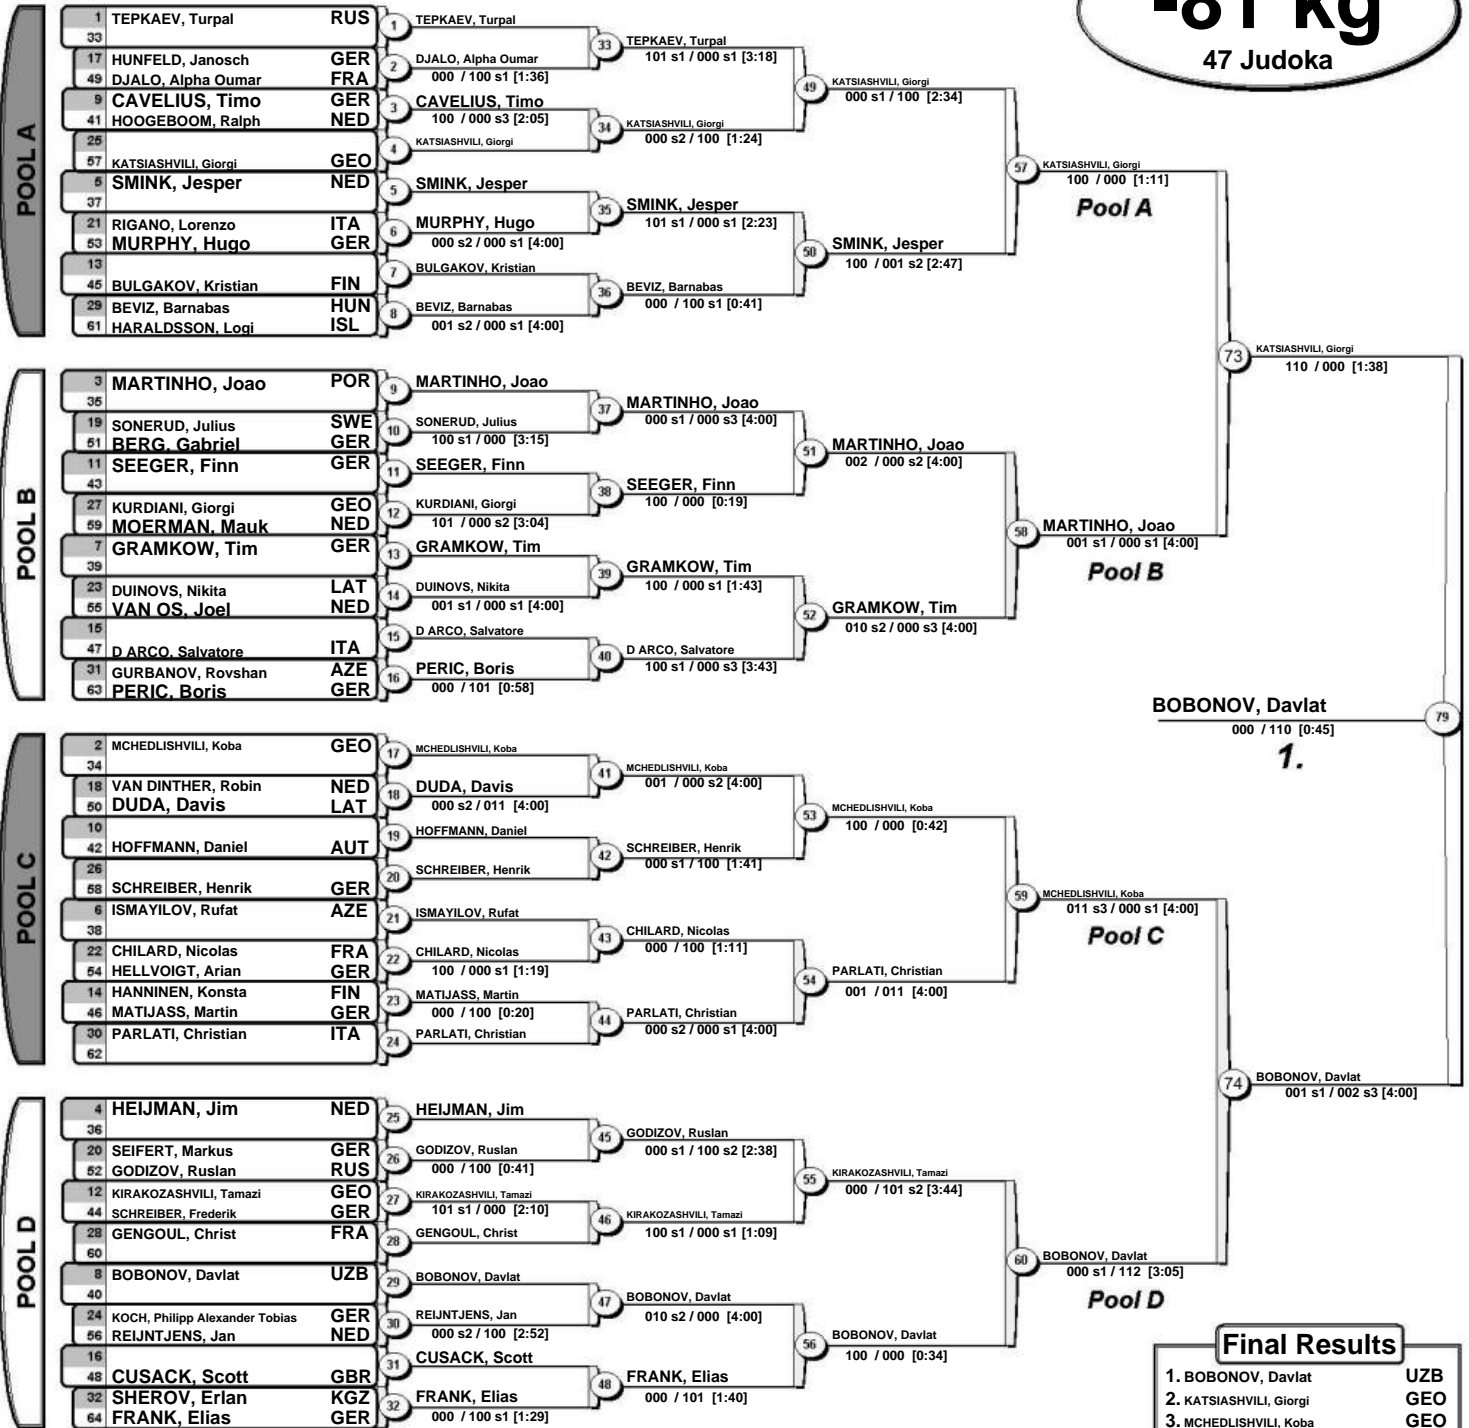 -81 kg
47 Judoka
POOL A
1 TEPKAEV, Turpal RUS
33
17 HUNFELD, Janosch GER
49 DJALO, Alpha Oumar FRA
9 CAVELIUS, Timo GER
41 HOOGEBOOM, Ralph NED
25
57 KATSIASHVILI, Giorgi GEO
5 SMINK, Jesper NED
37
21 RIGANO, Lorenzo ITA
53 MURPHY, Hugo GER
13
45 BULGAKOV, Kristian FIN
29 BEVIZ, Barnabas HUN
61 HARALDSSON, Logi ISL
1 TEPKAEV, Turpal
2 DJALO, Alpha Oumar
000 / 100 s1 [1:36]
3 CAVELIUS, Timo
100 / 000 s3 [2:05]
4 KATSIASHVILI, Giorgi
5 SMINK, Jesper
6 MURPHY, Hugo
000 s2 / 000 s1 [4:00]
7 BULGAKOV, Kristian
8 BEVIZ, Barnabas
001 s2 / 000 s1 [4:00]
33 TEPKAEV, Turpal
101 s1 / 000 s1 [3:18]
34 KATSIASHVILI, Giorgi
000 s2 / 100 [1:24]
35 SMINK, Jesper
101 s1 / 000 s1 [2:23]
36 BEVIZ, Barnabas
000 / 100 s1 [0:41]
49 KATSIASHVILI, Giorgi
000 s1 / 100 [2:34]
50 SMINK, Jesper
100 / 001 s2 [2:47]
57 KATSIASHVILI, Giorgi
100 / 000 [1:11]
Pool A
POOL B
3 MARTINHO, Joao POR
35
19 SONERUD, Julius SWE
51 BERG, Gabriel GER
11 SEEGER, Finn GER
43
27 KURDIANI, Giorgi GEO
59 MOERMAN, Mauk NED
7 GRAMKOW, Tim GER
39
23 DUINOVS, Nikita LAT
55 VAN OS, Joel NED
15
47 D ARCO, Salvatore ITA
31 GURBANOV, Rovshan AZE
63 PERIC, Boris GER
9 MARTINHO, Joao
10 SONERUD, Julius
100 s1 / 000 [3:15]
11 SEEGER, Finn
12 KURDIANI, Giorgi
101 / 000 s2 [3:04]
13 GRAMKOW, Tim
14 DUINOVS, Nikita
001 s1 / 000 s1 [4:00]
15 D ARCO, Salvatore
16 PERIC, Boris
000 / 101 [0:58]
37 MARTINHO, Joao
000 s1 / 000 s3 [4:00]
38 SEEGER, Finn
100 / 000 [0:19]
39 GRAMKOW, Tim
100 / 000 s1 [1:43]
40 D ARCO, Salvatore
100 s1 / 000 s3 [3:43]
51 MARTINHO, Joao
002 / 000 s2 [4:00]
52 GRAMKOW, Tim
010 s2 / 000 s3 [4:00]
58 MARTINHO, Joao
001 s1 / 000 s1 [4:00]
Pool B
73 KATSIASHVILI, Giorgi
110 / 000 [1:38]
BOBONOV, Davlat 79
000 / 110 [0:45]
1.
POOL C
2 MCHEDLISHVILI, Koba GEO
34
18 VAN DINTHER, Robin NED
50 DUDA, Davis LAT
10
42 HOFFMANN, Daniel AUT
26
58 SCHREIBER, Henrik GER
6 ISMAYILOV, Rufat AZE
38
22 CHILARD, Nicolas FRA
54 HELLVOIGT, Arian GER
14 HANNINEN, Konsta FIN
46 MATIJASS, Martin GER
30 PARLATI, Christian ITA
62
17 MCHEDLISHVILI, Koba
18 DUDA, Davis
000 s2 / 011 [4:00]
19 HOFFMANN, Daniel
20 SCHREIBER, Henrik
21 ISMAYILOV, Rufat
22 CHILARD, Nicolas
100 / 000 s1 [1:19]
23 MATIJASS, Martin
000 / 100 [0:20]
24 PARLATI, Christian
41 MCHEDLISHVILI, Koba
001 / 000 s2 [4:00]
42 SCHREIBER, Henrik
000 s1 / 100 [1:41]
43 CHILARD, Nicolas
000 / 100 [1:11]
44 PARLATI, Christian
000 s2 / 000 s1 [4:00]
53 MCHEDLISHVILI, Koba
100 / 000 [0:42]
54 PARLATI, Christian
001 / 011 [4:00]
59 MCHEDLISHVILI, Koba
011 s3 / 000 s1 [4:00]
Pool C
POOL D
4 HEIJMAN, Jim NED
36
20 SEIFERT, Markus GER
52 GODIZOV, Ruslan RUS
12 KIRAKOZASHVILI, Tamazi GEO
44 SCHREIBER, Frederik GER
28 GENGOUL, Christ FRA
60
8 BOBONOV, Davlat UZB
40
24 KOCH, Philipp Alexander Tobias GER
56 REIJNTJENS, Jan NED
16
48 CUSACK, Scott GBR
32 SHEROV, Erlan KGZ
64 FRANK, Elias GER
25 HEIJMAN, Jim
26 GODIZOV, Ruslan
000 / 100 [0:41]
27 KIRAKOZASHVILI, Tamazi
101 s1 / 000 [2:10]
28 GENGOUL, Christ
29 BOBONOV, Davlat
30 REIJNTJENS, Jan
000 s2 / 100 [2:52]
31 CUSACK, Scott
32 FRANK, Elias
000 / 100 s1 [1:29]
45 GODIZOV, Ruslan
000 s1 / 100 s2 [2:38]
46 KIRAKOZASHVILI, Tamazi
100 s1 / 000 s1 [1:09]
47 BOBONOV, Davlat
010 s2 / 000 [4:00]
48 FRANK, Elias
000 / 101 [1:40]
55 KIRAKOZASHVILI, Tamazi
000 / 101 s2 [3:44]
56 BOBONOV, Davlat
100 / 000 [0:34]
60 BOBONOV, Davlat
000 s1 / 112 [3:05]
Pool D
74 BOBONOV, Davlat
001 s1 / 002 s3 [4:00]
Final Results
1. BOBONOV, Davlat UZB
2. KATSIASHVILI, Giorgi GEO
3. MCHEDLISHVILI, Koba GEO